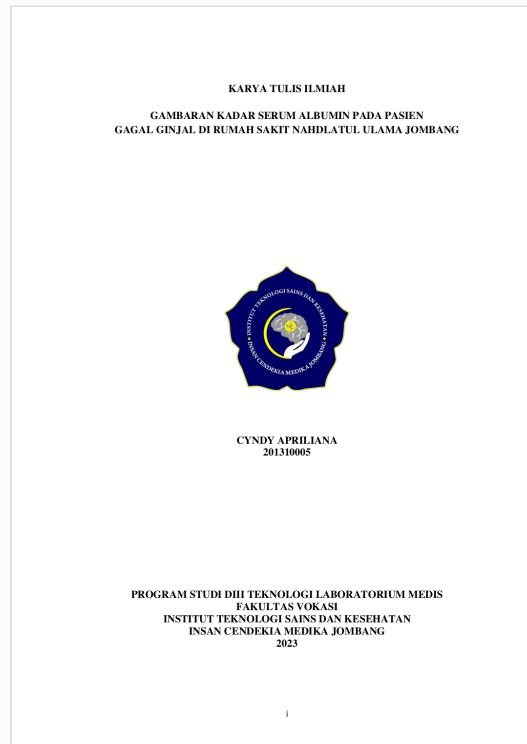 KARYA TULIS ILMIAH
GAMBARAN KADAR SERUM ALBUMIN PADA PASIEN
GAGAL GINJAL DI RUMAH SAKIT NAHDLATUL ULAMA JOMBANG
INSTITUT TEKNOLOGI SAINS DAN KESEHATAN
INSAN CENDEKIA MEDIKA JOMBANG
CYNDY APRILIANA
201310005
PROGRAM STUDI DIII TEKNOLOGI LABORATORIUM MEDIS
FAKULTAS VOKASI
INSTITUT TEKNOLOGI SAINS DAN KESEHATAN
INSAN CENDEKIA MEDIKA JOMBANG
2023
i